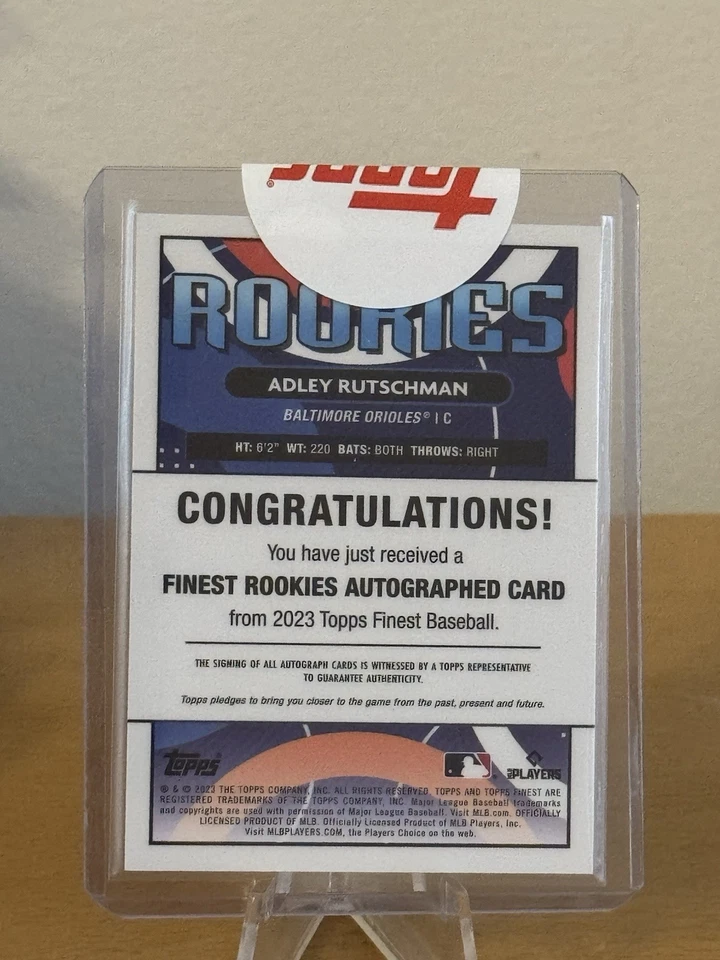 Topps
®
ROOKIES
ADLEY RUTSCHMAN
BALTIMORE ORIOLES® | C
HT: 6'2" WT: 220 BATS: BOTH THROWS: RIGHT
CONGRATULATIONS!
You have just received a
FINEST ROOKIES AUTOGRAPHED CARD
from 2023 Topps Finest Baseball.
THE SIGNING OF ALL AUTOGRAPH CARDS IS WITNESSED BY A TOPPS REPRESENTATIVE
TO GUARANTEE AUTHENTICITY.
Topps pledges to bring you closer to the game from the past, present and future.
Topps
MLB PLAYERS
® & © 2023 THE TOPPS COMPANY, INC. ALL RIGHTS RESERVED. TOPPS AND TOPPS FINEST ARE
REGISTERED TRADEMARKS OF THE TOPPS COMPANY, INC. Major League Baseball trademarks
and copyrights are used with permission of Major League Baseball. Visit MLB.com. OFFICIALLY
LICENSED PRODUCT OF MLB. Officially Licensed Product of MLB Players, Inc.
Visit MLBPLAYERS.COM, the Players Choice on the web.